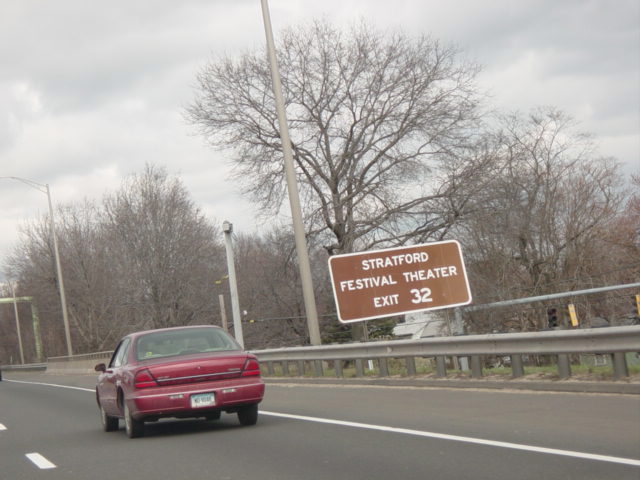 STRATFORD
FESTIVAL THEATER
EXIT 32